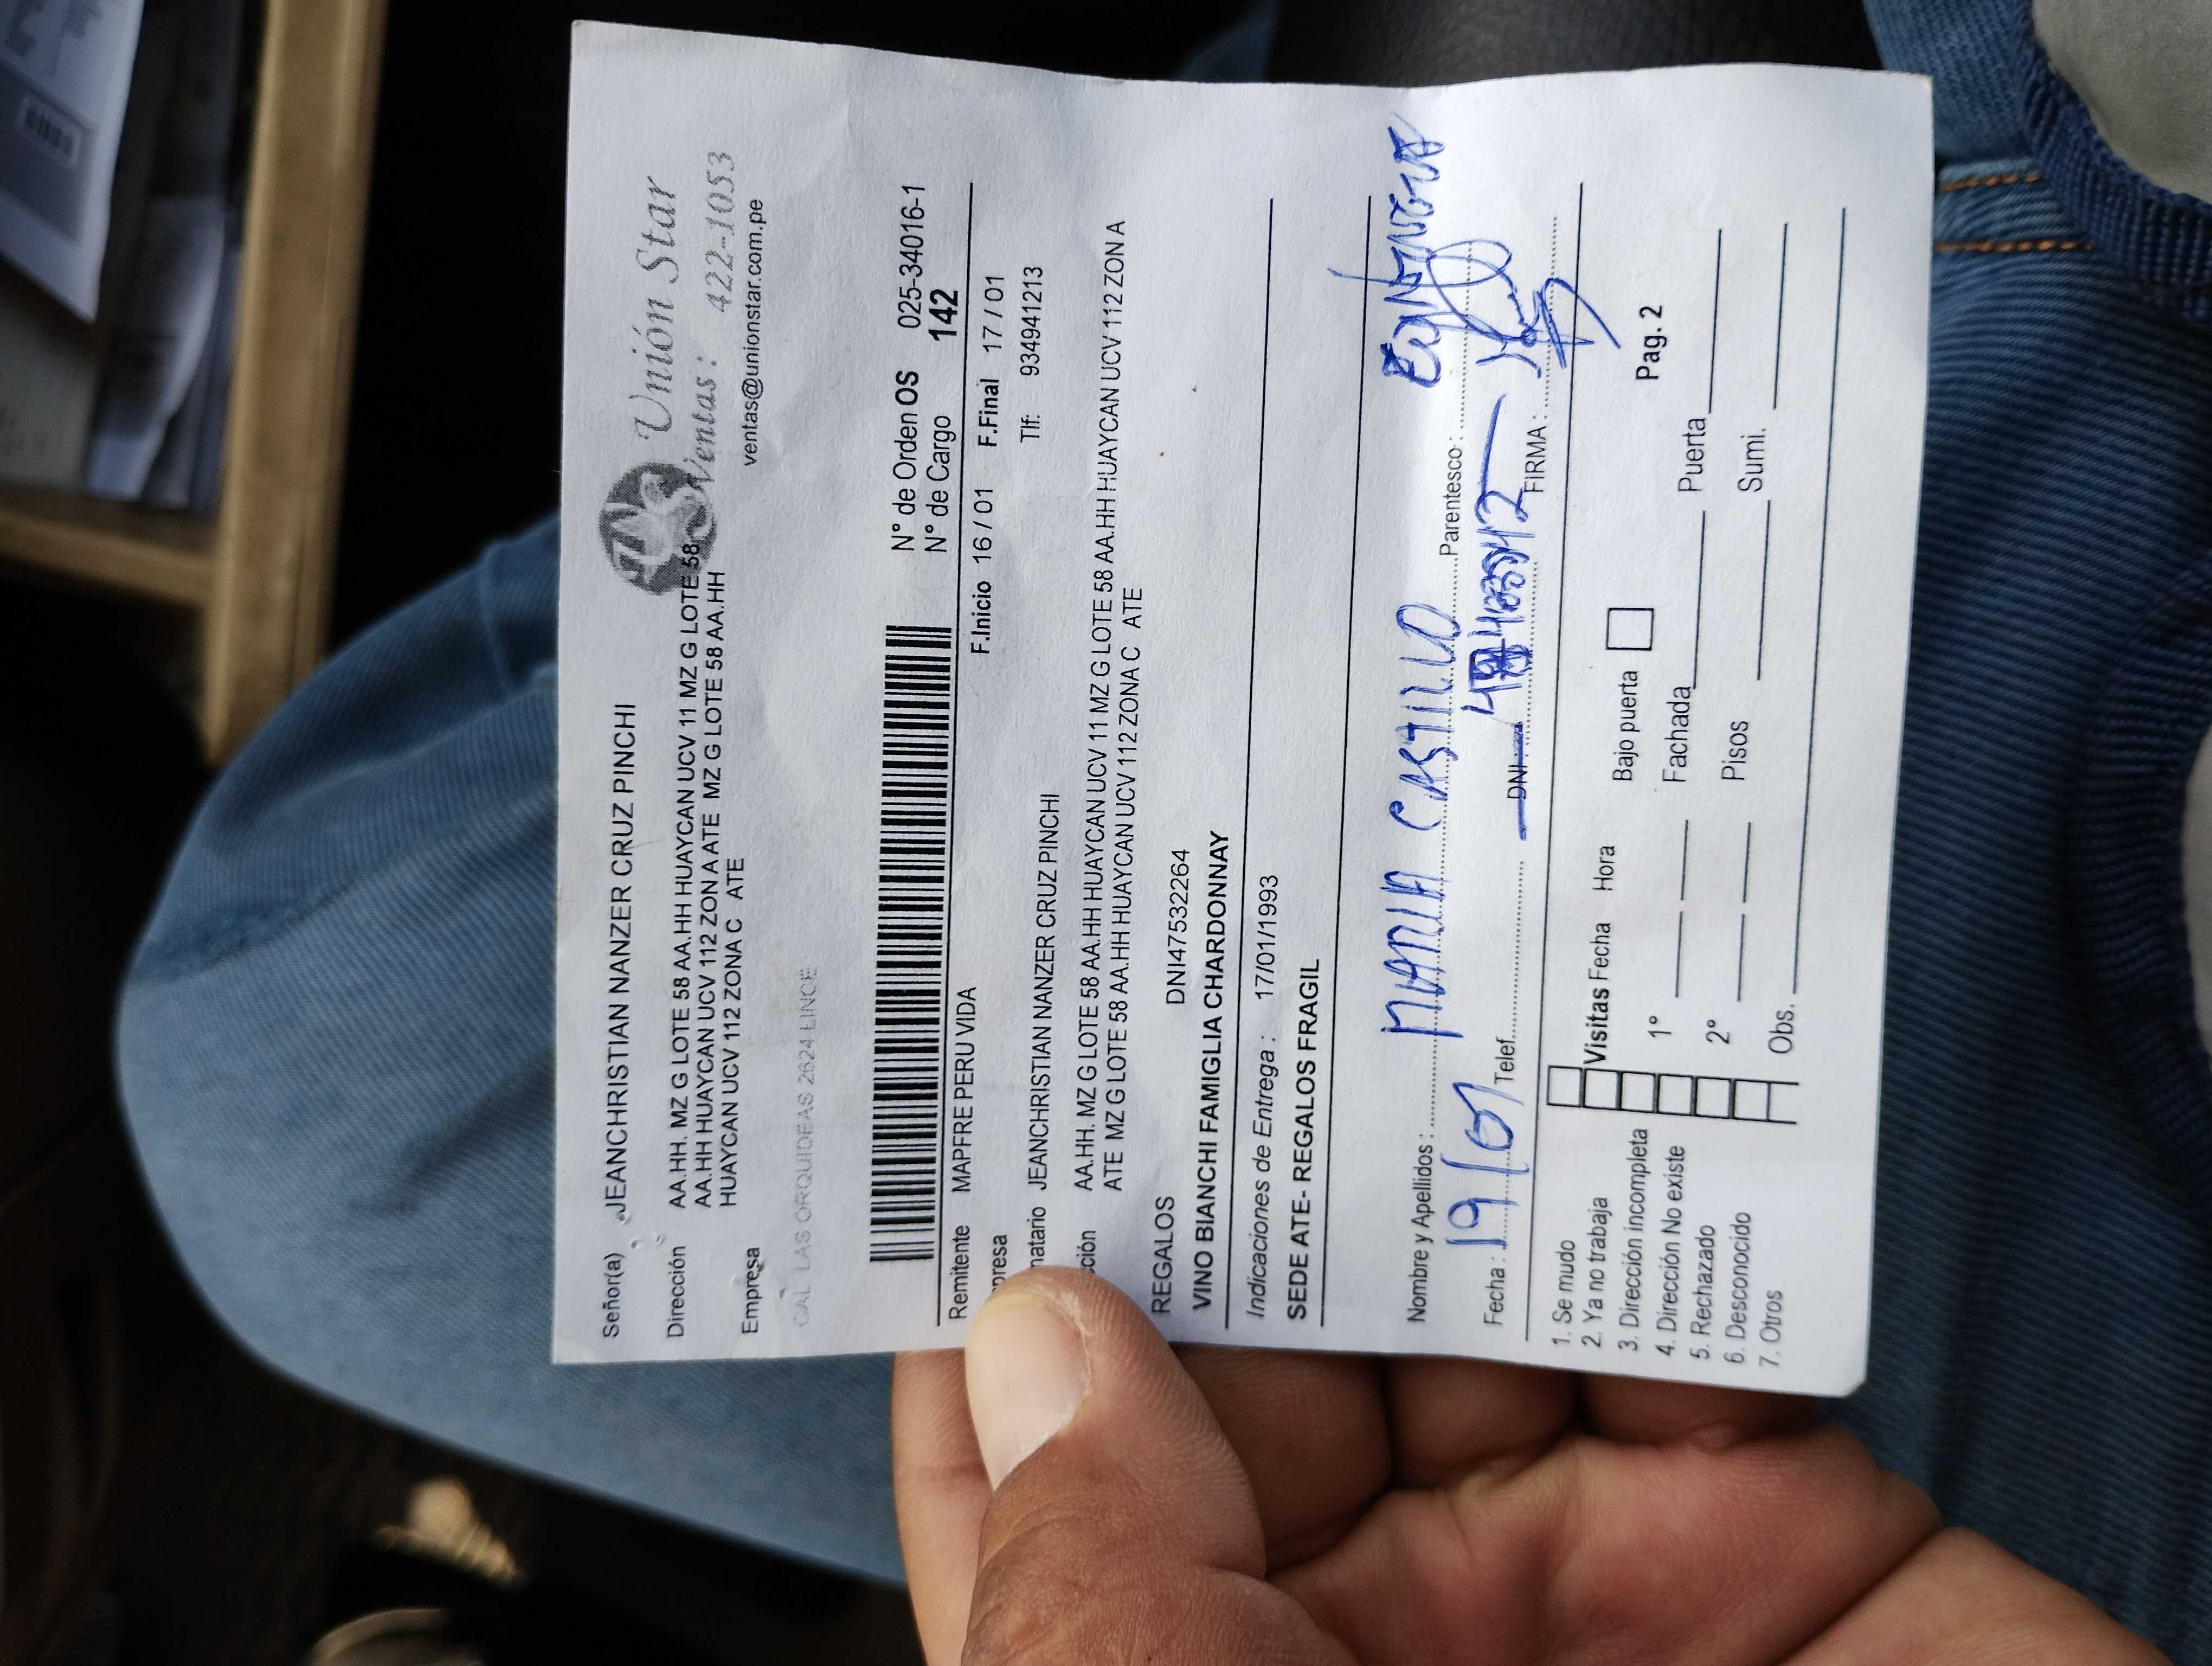 Unión Star
Ventas: 422-1053
ventas@unionstar.com.pe
Señor(a) JEANCHRISTIAN NANZER CRUZ PINCHI
Dirección AA.HH. MZ G LOTE 58 AA.HH HUAYCAN UCV 11 MZ G LOTE 58
AA.HH HUAYCAN UCV 112 ZON A ATE MZ G LOTE 58 AA.HH
HUAYCAN UCV 112 ZONA C ATE
Empresa
CAL LAS ORQUIDEAS 2624 LINCE
N° de Orden OS 025-34016-1
N° de Cargo 142
Remitente MAPFRE PERU VIDA F.Inicio 16 / 01 F.Final 17 / 01
presa
natario JEANCHRISTIAN NANZER CRUZ PINCHI Tlf: 934941213
ción AA.HH. MZ G LOTE 58 AA.HH HUAYCAN UCV 11 MZ G LOTE 58 AA.HH HUAYCAN UCV 112 ZON A
ATE MZ G LOTE 58 AA.HH HUAYCAN UCV 112 ZONA C ATE
REGALOS DNI47532264
VINO BIANCHI FAMIGLIA CHARDONNAY
Indicaciones de Entrega : 17/01/1993
SEDE ATE- REGALOS FRAGIL
Nombre y Apellidos : MARIA CASTILLO Parentesco:
Fecha : 19/01 Telef. DNI: FIRMA:
1. Se mudo
2. Ya no trabaja
3. Dirección incompleta
4. Dirección No existe
5. Rechazado
6. Desconocido
7. Otros
Visitas Fecha Hora Bajo puerta Pag. 2
1° Fachada Puerta
2° Pisos Sumi.
Obs.